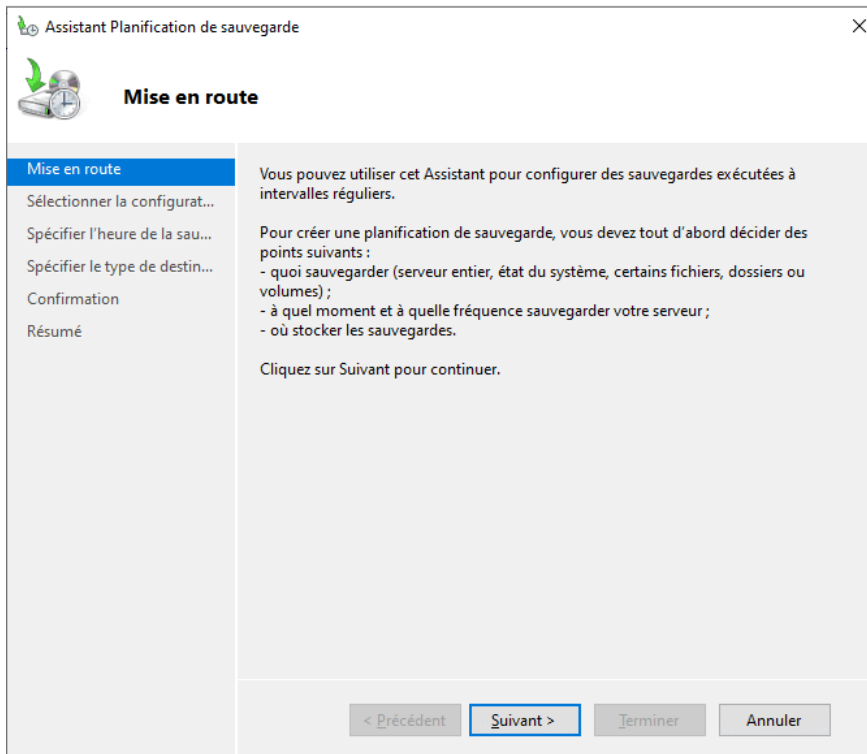 Assistant Planification de sauvegarde
Mise en route
Mise en route
Sélectionner la configurat...
Spécifier l'heure de la sau...
Spécifier le type de destin...
Confirmation
Résumé
Vous pouvez utiliser cet Assistant pour configurer des sauvegardes exécutées à
intervalles réguliers.
Pour créer une planification de sauvegarde, vous devez tout d'abord décider des
points suivants :
- quoi sauvegarder (serveur entier, état du système, certains fichiers, dossiers ou
volumes) ;
- à quel moment et à quelle fréquence sauvegarder votre serveur ;
- où stocker les sauvegardes.
Cliquez sur Suivant pour continuer.
< Précédent
Suivant >
Terminer
Annuler